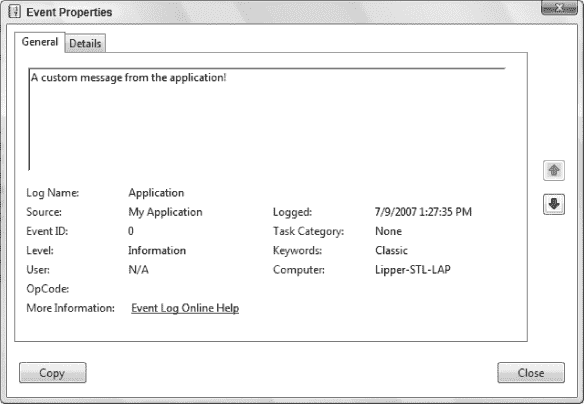 Event Properties
General Details
A custom message from the application!
Log Name: Application
Source: My Application Logged: 7/9/2007 1:27:35 PM
Event ID: 0 Task Category: None
Level: Information Keywords: Classic
User: N/A Computer: Lipper-STL-LAP
OpCode:
More Information: Event Log Online Help
Copy Close